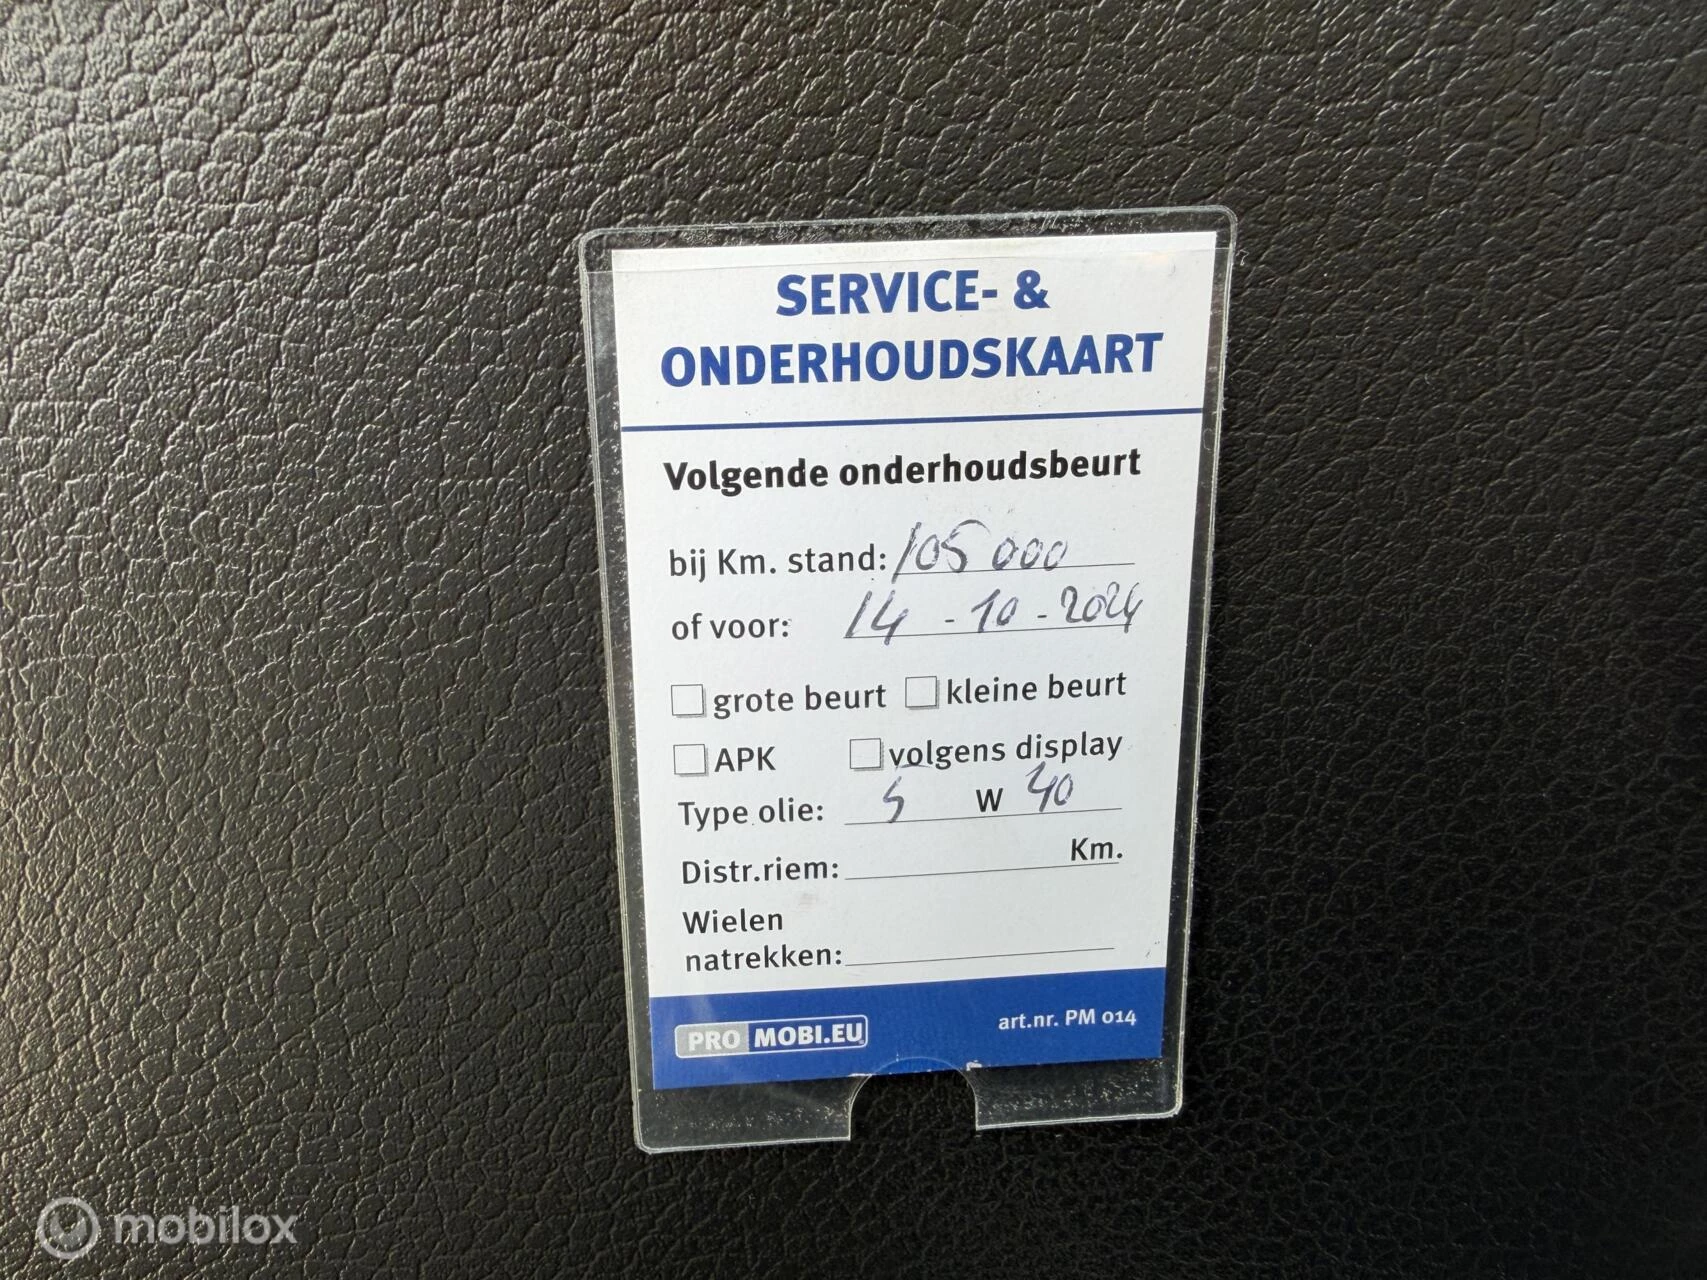 SERVICE- &
ONDERHOUDSKAART
Volgende onderhoudsbeurt
bij Km. stand: 105 000
of voor: 14 - 10 - 2024
grote beurt kleine beurt
APK volgens display
Type olie: 5 W 40
Distr.riem: Km.
Wielen
natrekken:
PRO MOBI.EU art.nr. PM 014
mobilox